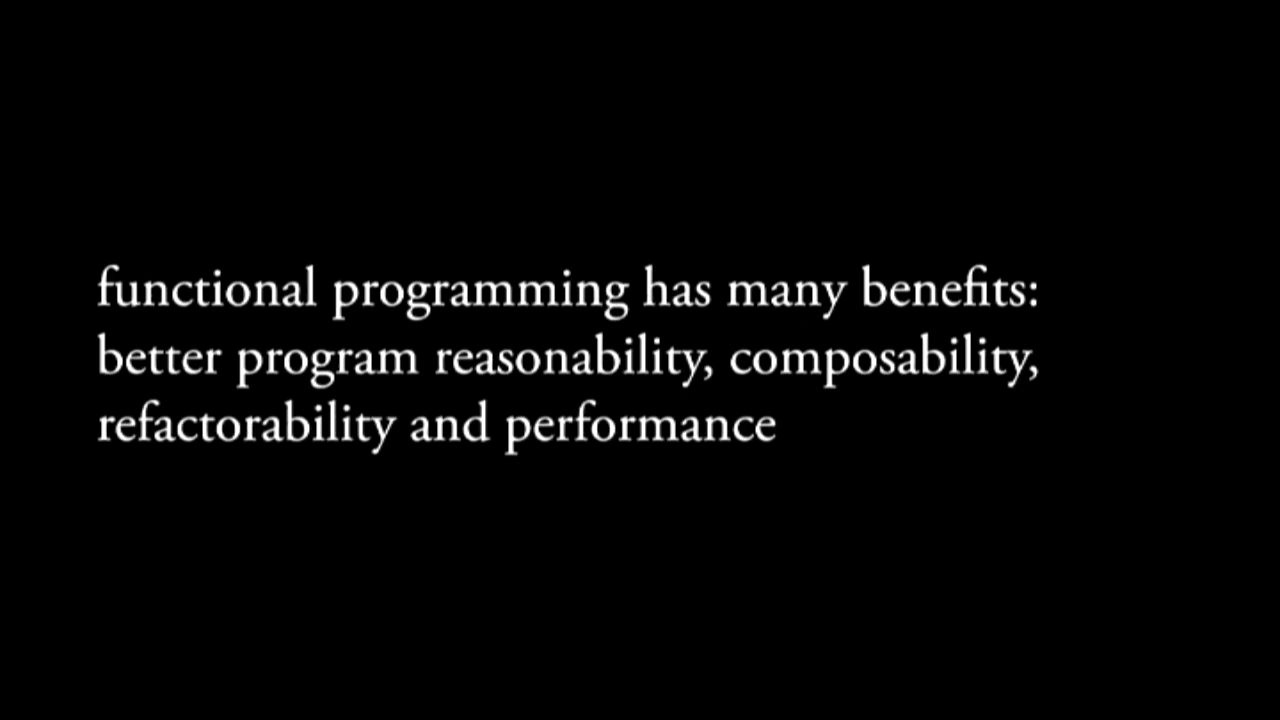 functional programming has many benefits:
better program reasonability, composability,
refactorability and performance